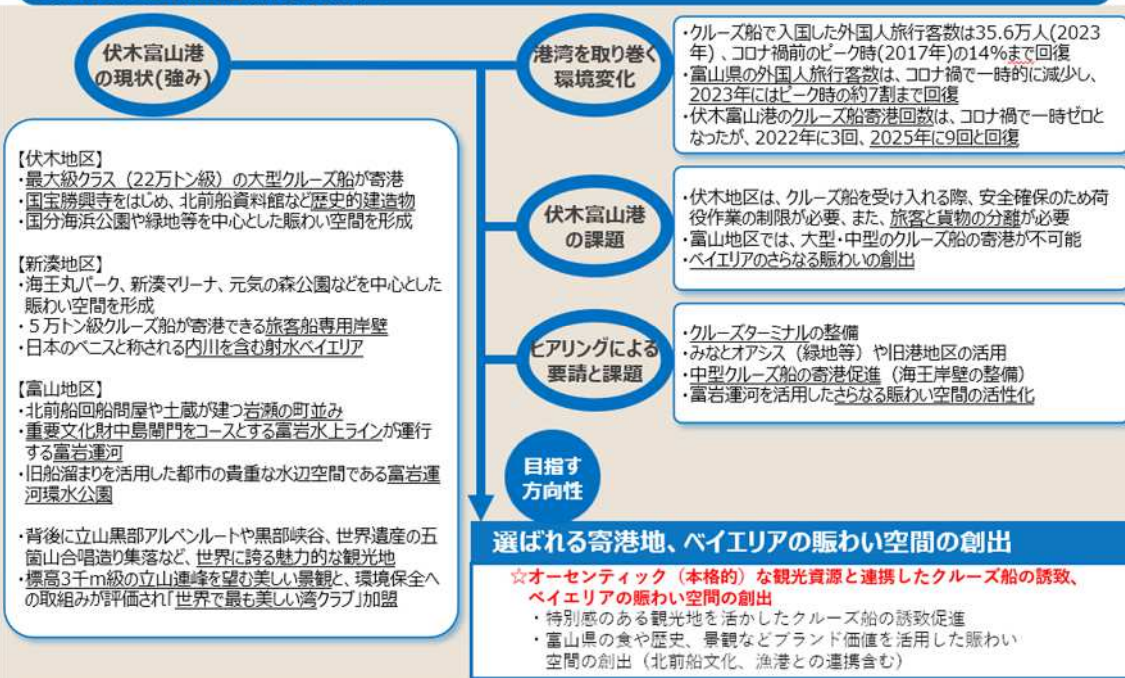 伏木富山港
の現状(強み)
【伏木地区】
・最大級クラス（22万トン級）の大型クルーズ船が寄港
・国宝勝興寺をはじめ、北前船資料館など歴史的建造物
・国分海浜公園や緑地等を中心とした賑わい空間を形成
【新湊地区】
・海王丸パーク、新湊マリーナ、元気の森公園などを中心とした
賑わい空間を形成
・５万トン級クルーズ船が寄港できる旅客船専用岸壁
・日本のベニスと称される内川を含む射水ベイエリア
【富山地区】
・北前船回船問屋や土蔵が建つ岩瀬の町並み
・重要文化財中島閘門をコースとする富岩水上ラインが運行
する富岩運河
・旧船溜まりを活用した都市の貴重な水辺空間である富岩運
河環水公園
・背後に立山黒部アルペンルートや黒部峡谷、世界遺産の五
箇山合唱造り集落など、世界に誇る魅力的な観光地
・標高3千ｍ級の立山連峰を望む美しい景観と、環境保全へ
の取組みが評価され「世界で最も美しい湾クラブ」加盟
港湾を取り巻く
環境変化
・クルーズ船で入国した外国人旅行客数は35.6万人(2023
年）、コロナ禍前のピーク時(2017年)の14%まで回復
・富山県の外国人旅行客数は、コロナ禍で一時的に減少し、
2023年にはピーク時の約7割まで回復
・伏木富山港のクルーズ船寄港回数は、コロナ禍で一時ゼロと
なったが、2022年に3回、2025年に9回と回復
伏木富山港
の課題
・伏木地区は、クルーズ船を受け入れる際、安全確保のため荷
役作業の制限が必要、また、旅客と貨物の分離が必要
・富山地区では、大型・中型のクルーズ船の寄港が不可能
・ベイエリアのさらなる賑わいの創出
ヒアリングによる
要請と課題
・クルーズターミナルの整備
・みなとオアシス（緑地等）や旧港地区の活用
・中型クルーズ船の寄港促進（海王岸壁の整備）
・富岩運河を活用したさらなる賑わい空間の活性化
目指す
方向性
選ばれる寄港地、ベイエリアの賑わい空間の創出
☆オーセンティック（本格的）な観光資源と連携したクルーズ船の誘致、
ベイエリアの賑わい空間の創出
・特別感のある観光地を活かしたクルーズ船の誘致促進
・富山県の食や歴史、景観などブランド価値を活用した賑わい
空間の創出（北前船文化、漁港との連携含む）